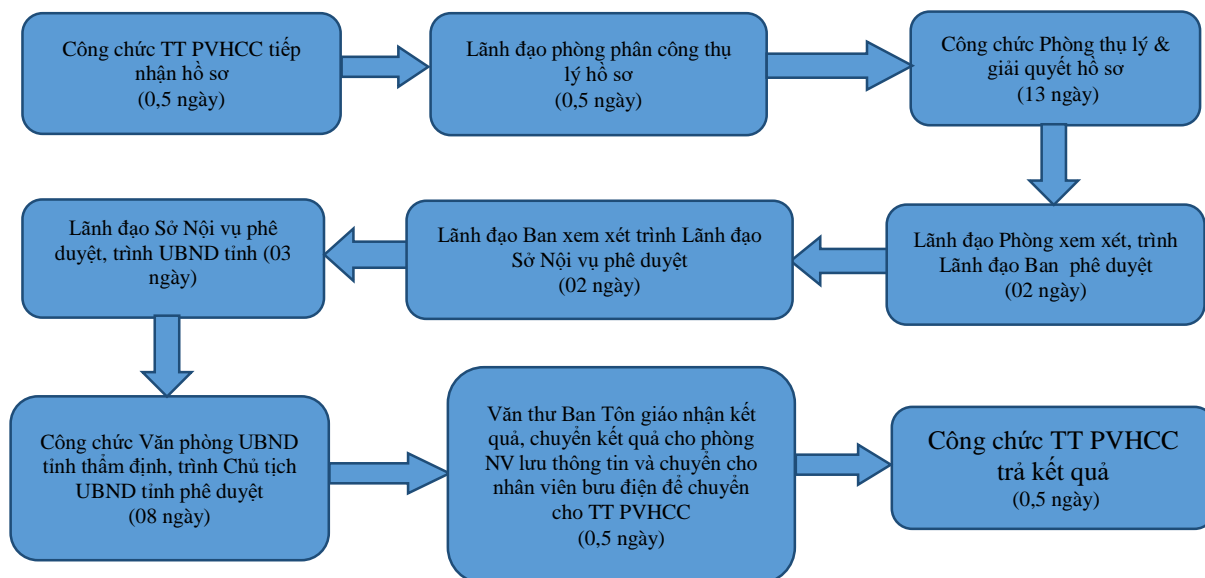 Công chức TT PVHCC tiếp
nhận hồ sơ
(0,5 ngày)
Lãnh đạo phòng phân công thụ
lý hồ sơ
(0,5 ngày)
Công chức Phòng thụ lý &
giải quyết hồ sơ
(13 ngày)
Lãnh đạo Phòng xem xét, trình
Lãnh đạo Ban phê duyệt
(02 ngày)
Lãnh đạo Ban xem xét trình Lãnh đạo
Sở Nội vụ phê duyệt
(02 ngày)
Lãnh đạo Sở Nội vụ phê
duyệt, trình UBND tỉnh (03
ngày)
Công chức Văn phòng UBND
tỉnh thẩm định, trình Chủ tịch
UBND tỉnh phê duyệt
(08 ngày)
Văn thư Ban Tôn giáo nhận kết
quả, chuyển kết quả cho phòng
NV lưu thông tin và chuyển cho
nhân viên bưu điện để chuyển
cho TT PVHCC
(0,5 ngày)
Công chức TT PVHCC
trả kết quả
(0,5 ngày)